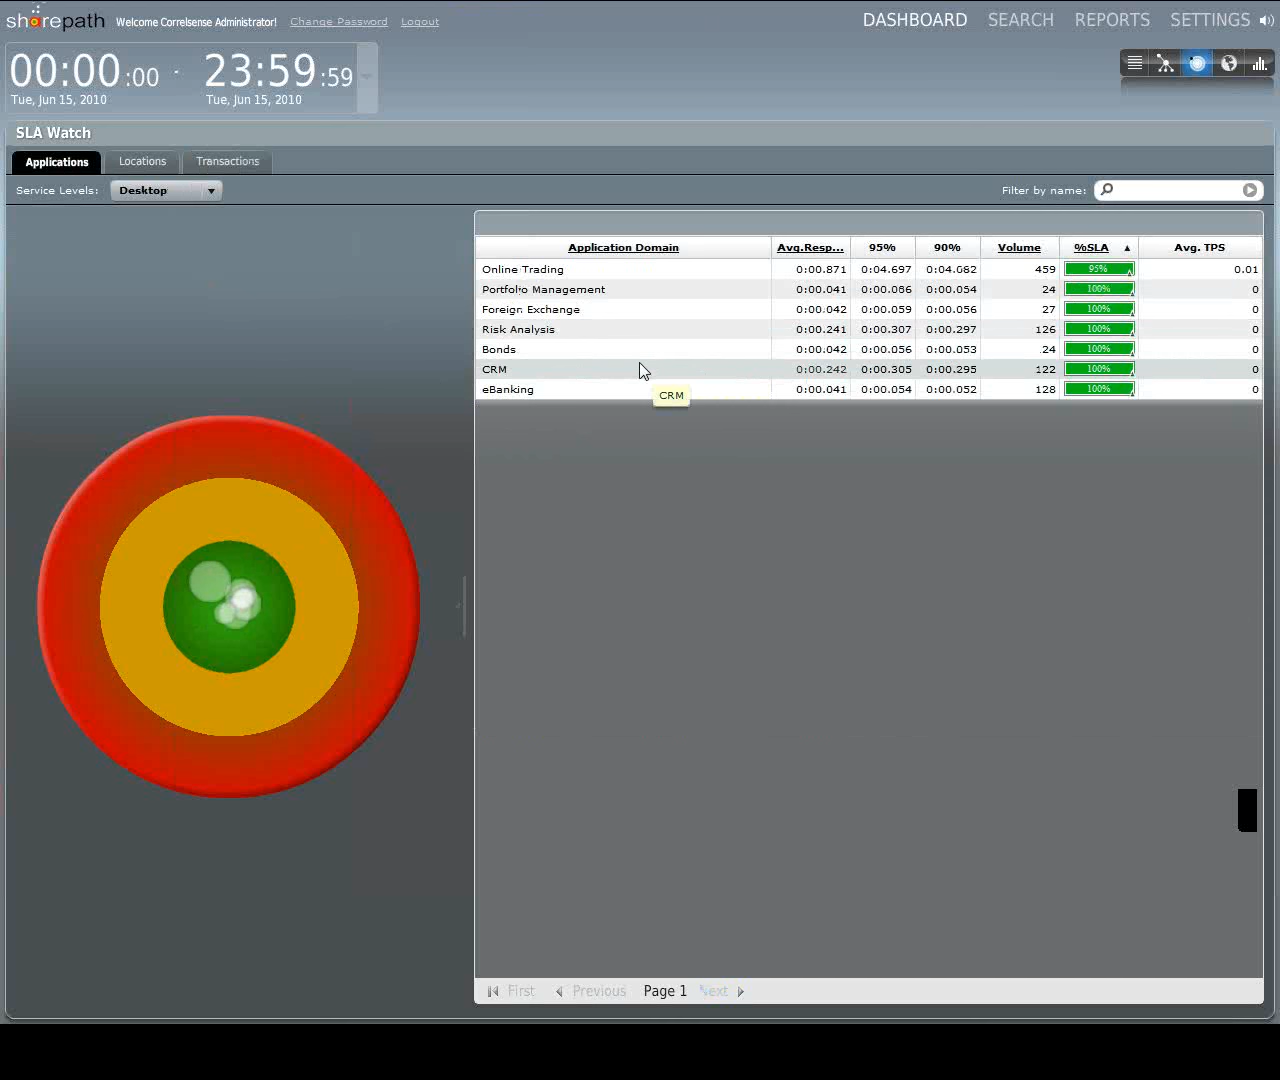 sharepath Welcome Correlsense Administrator! Change Password Logout
DASHBOARD SEARCH REPORTS SETTINGS
00:00:00 - 23:59:59
Tue, Jun 15, 2010 Tue, Jun 15, 2010
SLA Watch
Applications Locations Transactions
Service Levels: Desktop Filter by name:
Application Domain Avg.Resp... 95% 90% Volume %SLA Avg. TPS
Online Trading 0:00.871 0:04.697 0:04.082 459 95% 0.01
Portfolio Management 0:00.041 0:00.056 0:00.054 24 100% 0
Foreign Exchange 0:00.042 0:00.059 0:00.056 27 100% 0
Risk Analysis 0:00.241 0:00.307 0:00.297 126 100% 0
Bonds 0:00.042 0:00.056 0:00.053 24 100% 0
CRM 0:00.242 0:00.305 0:00.295 122 100% 0
eBanking 0:00.041 0:00.054 0:00.052 128 100% 0
CRM
First Previous Page 1 Next